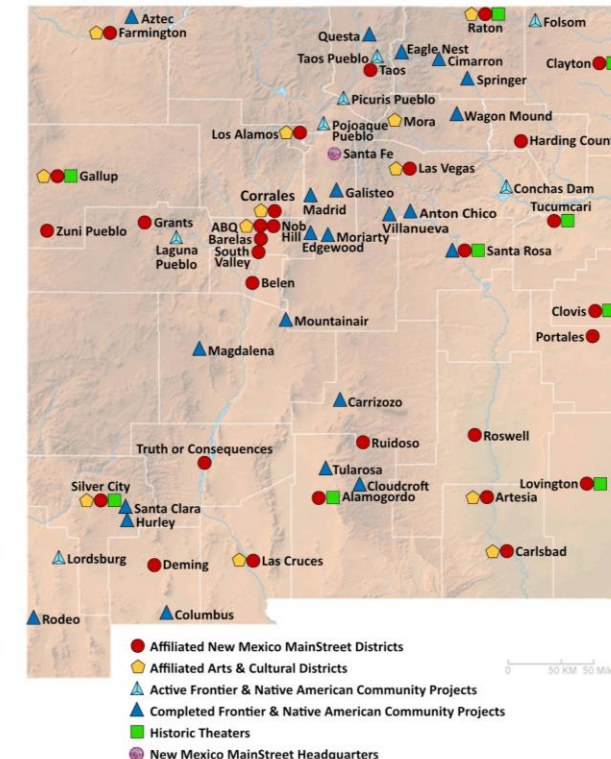 Aztec
Farmington
Raton
Folsom
Questa
Eagle Nest
Taos Pueblo
Cimarron
Clayton
Taos
Springer
Picuris Pueblo
Wagon Mound
Mora
Pojoaque
Pueblo
Los Alamos
Harding Count
Santa Fe
Las Vegas
Gallup
Conchas Dam
Galisteo
Madrid
Corrales
Tucumcari
Anton Chico
Villanueva
Grants
Zuni Pueblo
ABQ
Nob
Hill
Barelas
Edgewood
Moriarty
Laguna
Pueblo
South
Valley
Santa Rosa
Belen
Clovis
Mountainair
Portales
Magdalena
Carrizozo
Ruidoso
Roswell
Truth or Consequences
Tularosa
Cloudcroft
Silver City
Lovington
Santa Clara
Alamogordo
Artesia
Hurley
Carlsbad
Lordsburg
Deming
Las Cruces
Rodeo
Columbus
Affiliated New Mexico MainStreet Districts
Affiliated Arts & Cultural Districts
Active Frontier & Native American Community Projects
Completed Frontier & Native American Community Projects
Historic Theaters
New Mexico MainStreet Headquarters
0 50 KM 50 Mil